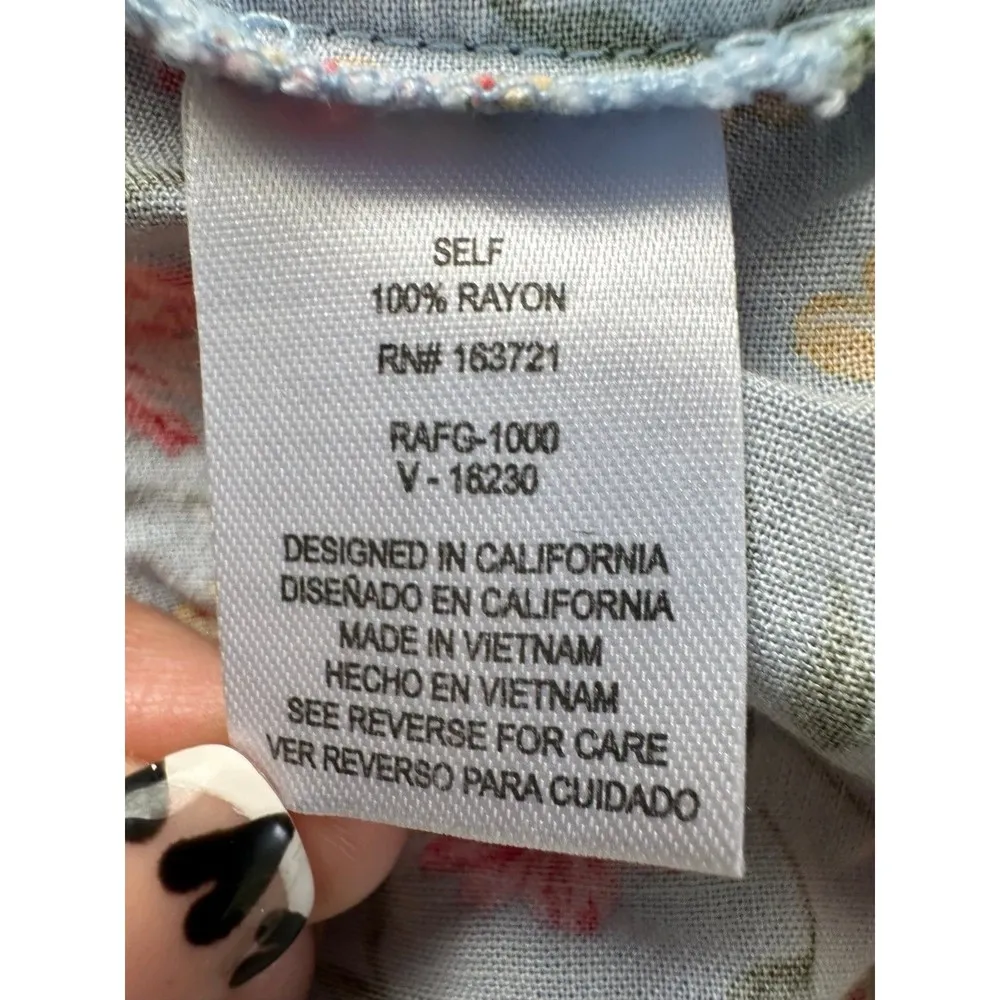 SELF
100% RAYON
RN# 163721
RAFG-1000
V - 16230
DESIGNED IN CALIFORNIA
DISEÑADO EN CALIFORNIA
MADE IN VIETNAM
HECHO EN VIETNAM
SEE REVERSE FOR CARE
VER REVERSO PARA CUIDADO